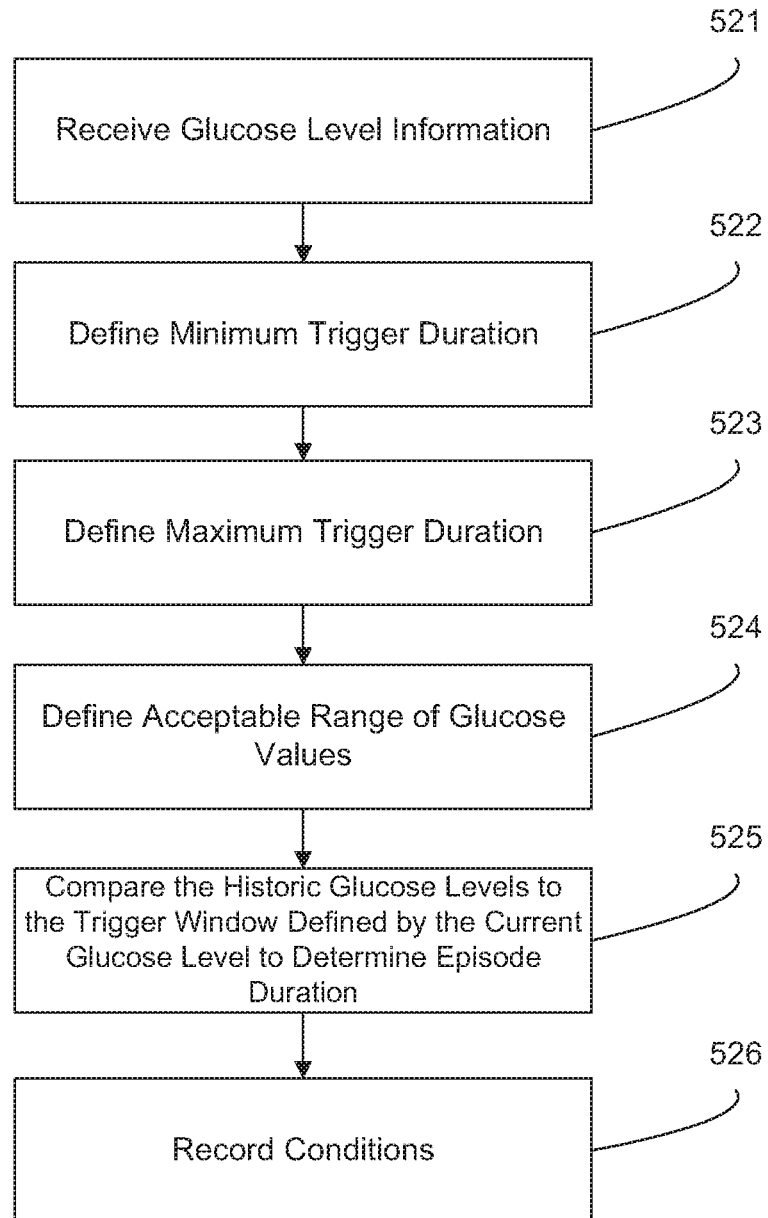 521
Receive Glucose Level Information
522
Define Minimum Trigger Duration
523
Define Maximum Trigger Duration
524
Define Acceptable Range of Glucose
Values
525
Compare the Historic Glucose Levels to
the Trigger Window Defined by the Current
Glucose Level to Determine Episode
Duration
526
Record Conditions